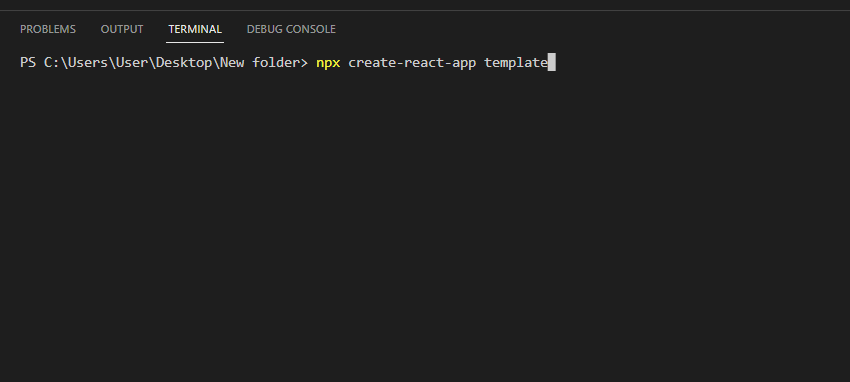 PROBLEMS OUTPUT TERMINAL DEBUG CONSOLE
PS C:\Users\User\Desktop\New folder> npx create-react-app template